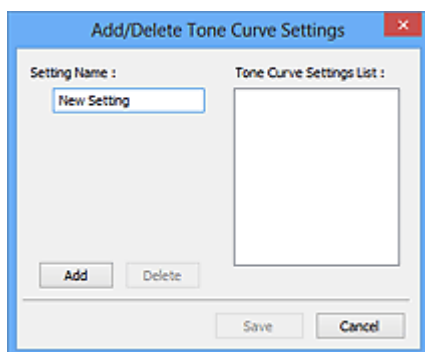 Add/Delete Tone Curve Settings
Setting Name :
Tone Curve Settings List :
New Setting
Add
Delete
Save
Cancel